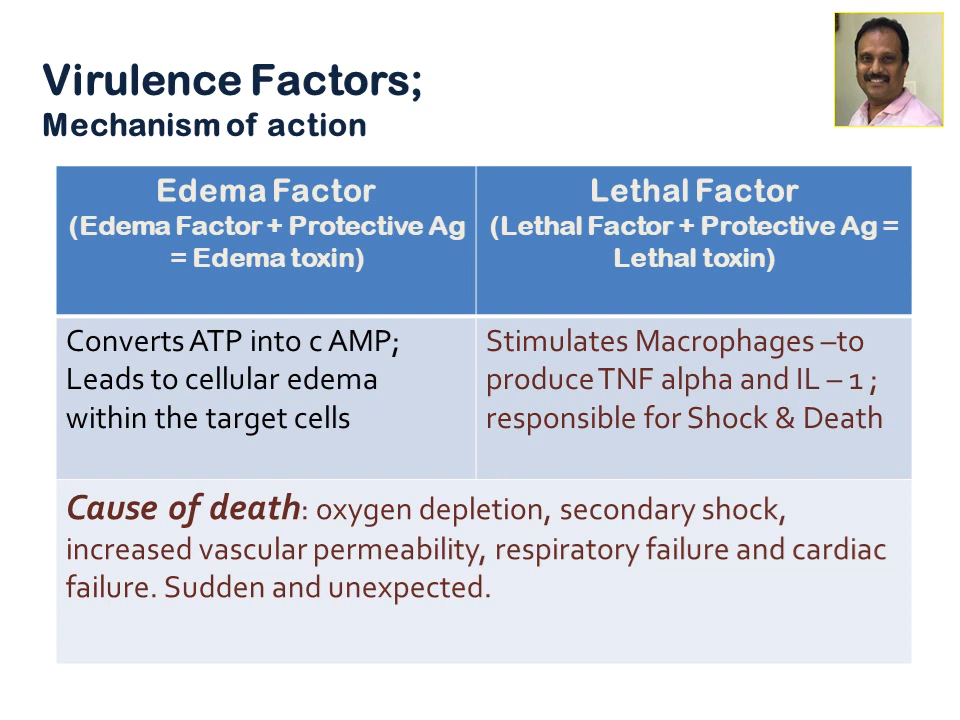 Virulence Factors;
Mechanism of action
Edema Factor
(Edema Factor + Protective Ag
= Edema toxin)
Lethal Factor
(Lethal Factor + Protective Ag =
Lethal toxin)
Converts ATP into c AMP;
Leads to cellular edema
within the target cells
Stimulates Macrophages –to
produce TNF alpha and IL – 1 ;
responsible for Shock & Death
Cause of death: oxygen depletion, secondary shock,
increased vascular permeability, respiratory failure and cardiac
failure. Sudden and unexpected.